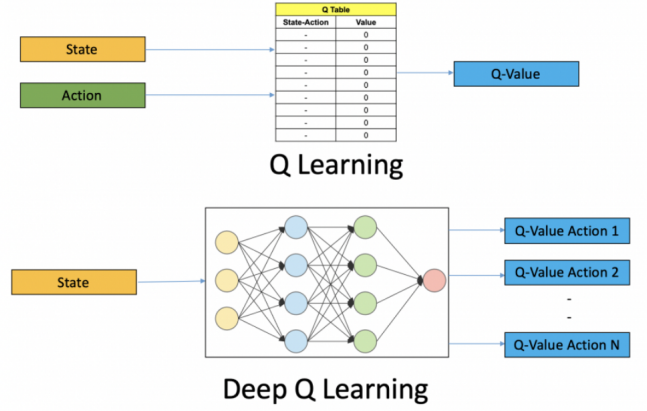 Q Table
State-Action Value
- 0
- 0
- 0
- 0
- 0
- 0
- 0
- 0
- 0
State
Action
Q-Value
Q Learning
State
Q-Value Action 1
Q-Value Action 2
-
-
Q-Value Action N
Deep Q Learning